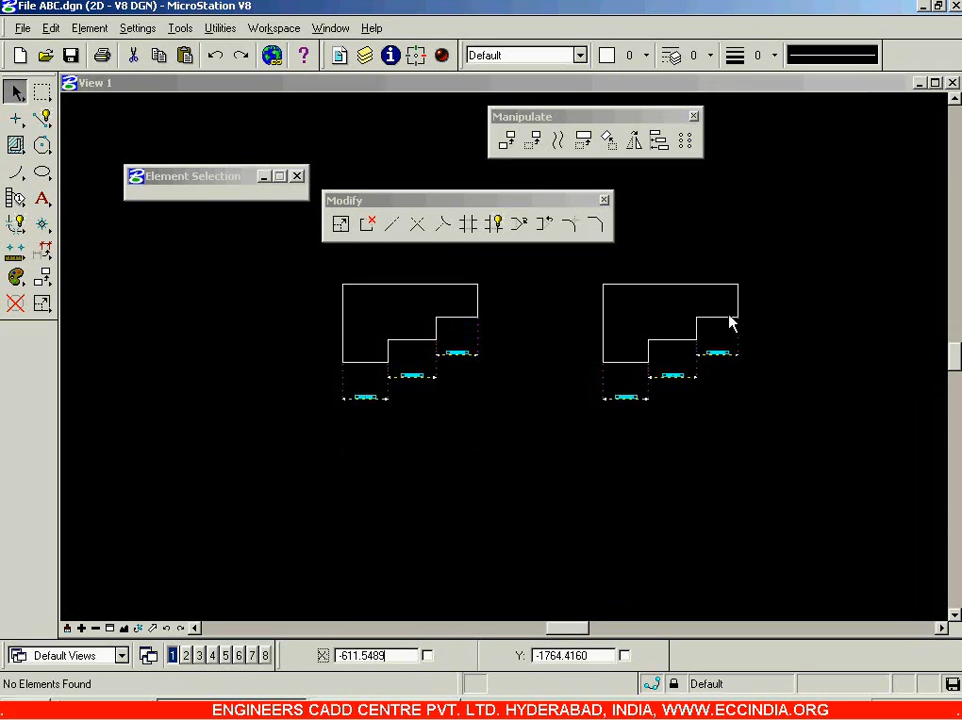 File ABC.dgn (2D - V8 DGN) - MicroStation V8
File Edit Element Settings Tools Utilities Workspace Window Help
Default 0 0 0
View 1
Manipulate
Element Selection
Modify
Default Views 1 2 3 4 5 6 7 8 X -611.5489 Y: -1764.4160
No Elements Found Default
ENGINEERS CADD CENTRE PVT. LTD. HYDERABAD, INDIA, WWW.ECCINDIA.ORG